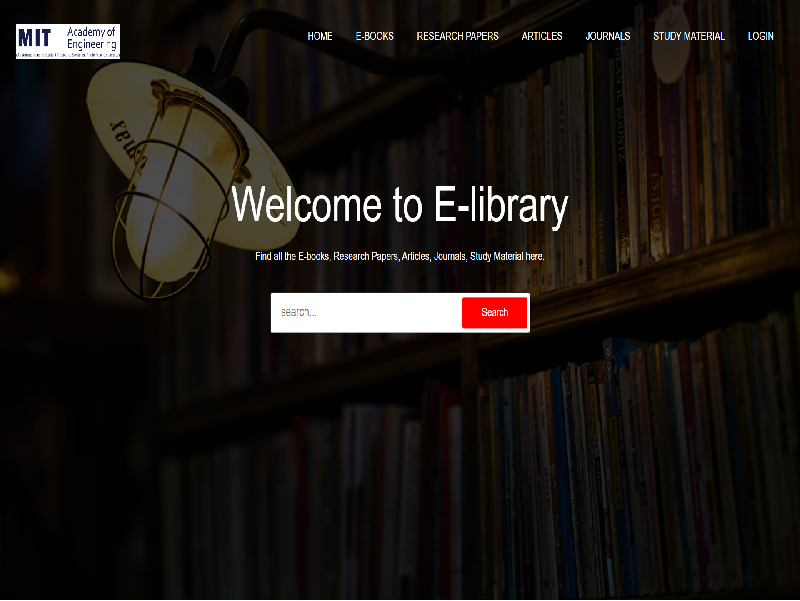 MIT Academy of
Engineering
HOME E-BOOKS RESEARCH PAPERS ARTICLES JOURNALS STUDY MATERIAL LOGIN
Welcome to E-library
Find all the E-books, Research Papers, Articles, Journals, Study Material here.
search... Search